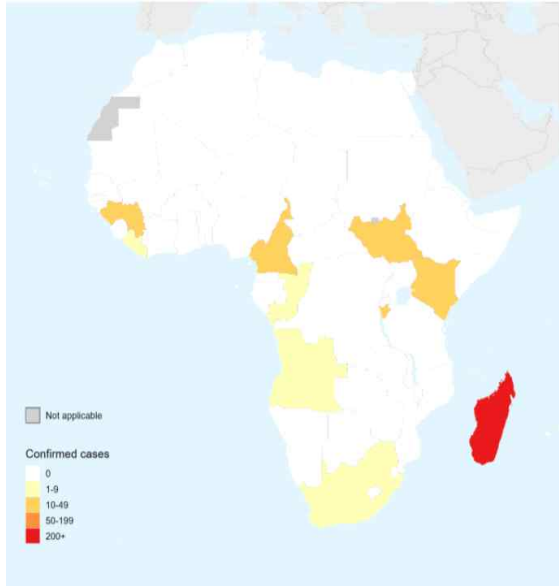 Not applicable
Confirmed cases
0
1-9
10-49
50-199
200+